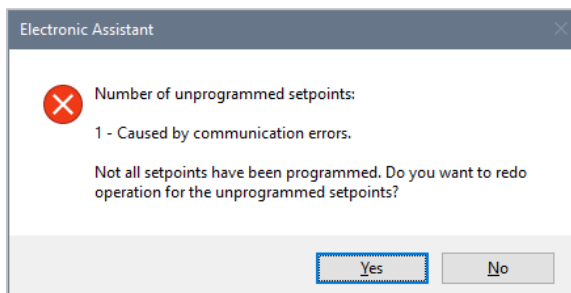 Electronic Assistant
Number of unprogrammed setpoints:
1 - Caused by communication errors.
Not all setpoints have been programmed. Do you want to redo
operation for the unprogrammed setpoints?
Yes
No